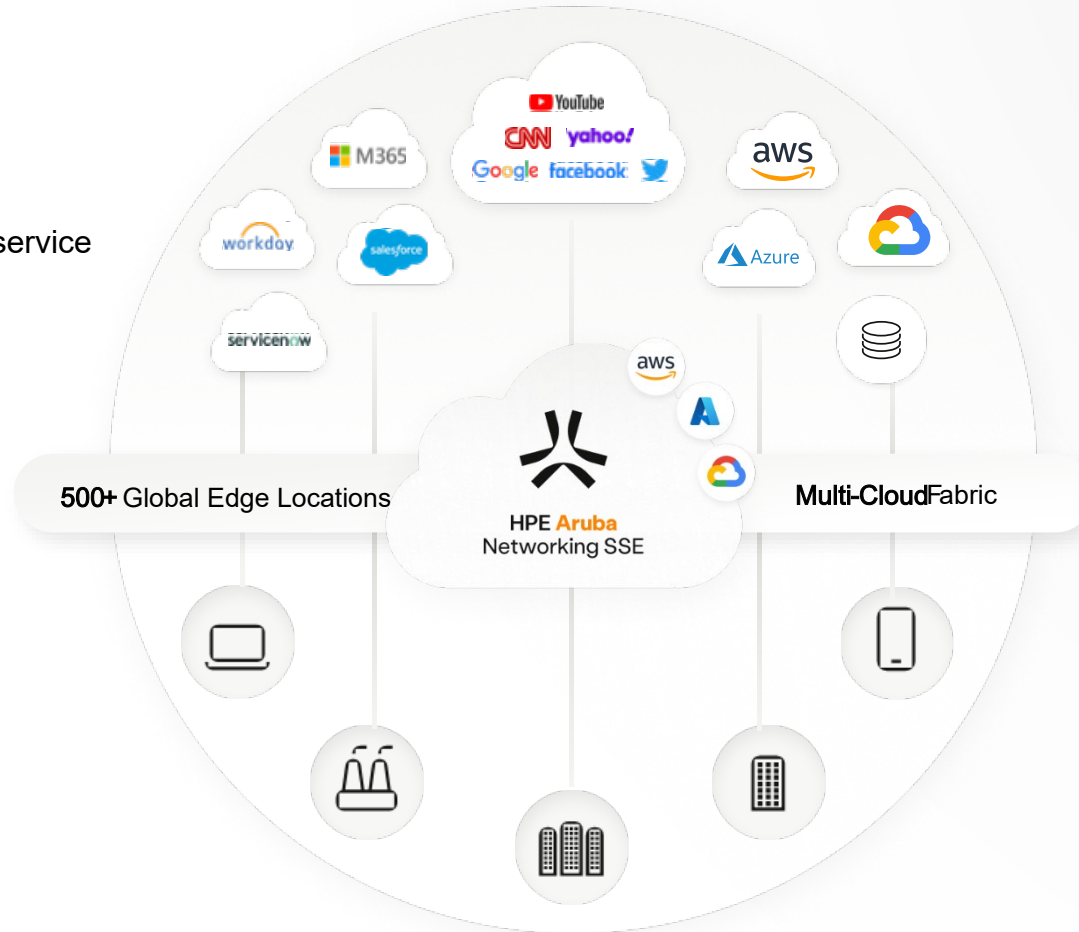 YouTube
CNN yahoo!
Google facebook
M365
aws
workday
salesforce
Azure
service
servicenow
aws
500+ Global Edge Locations
Multi-CloudFabric
HPE Aruba
Networking SSE